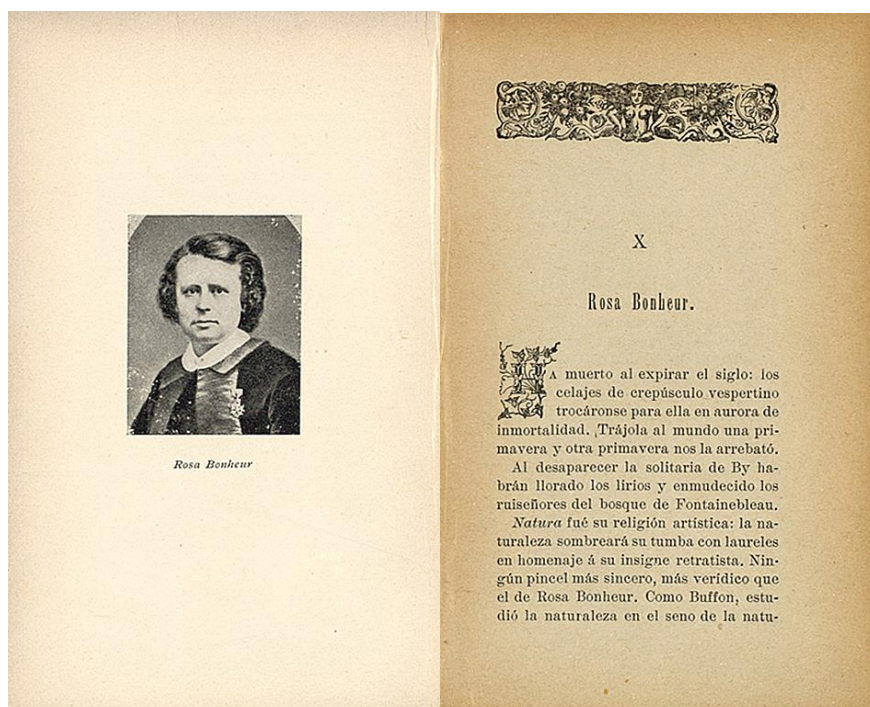 Rosa Bonheur
X
Rosa Bonheur.
HA muerto al expirar el siglo: los
celajes de crepúsculo vespertino
trocáronse para ella en aurora de
inmortalidad. ¡Trájola al mundo una pri-
mavera y otra primavera nos la arrebató.
Al desaparecer la solitaria de By ha-
brán llorado los lirios y enmudecido los
ruiseñores del bosque de Fontainebleau.
Natura fué su religión artística: la na-
turaleza sombreará su tumba con laureles
en homenaje á su insigne retratista. Nin-
gún pincel más sincero, más verídico que
el de Rosa Bonheur. Como Buffon, estu-
dió la naturaleza en el seno de la natu-